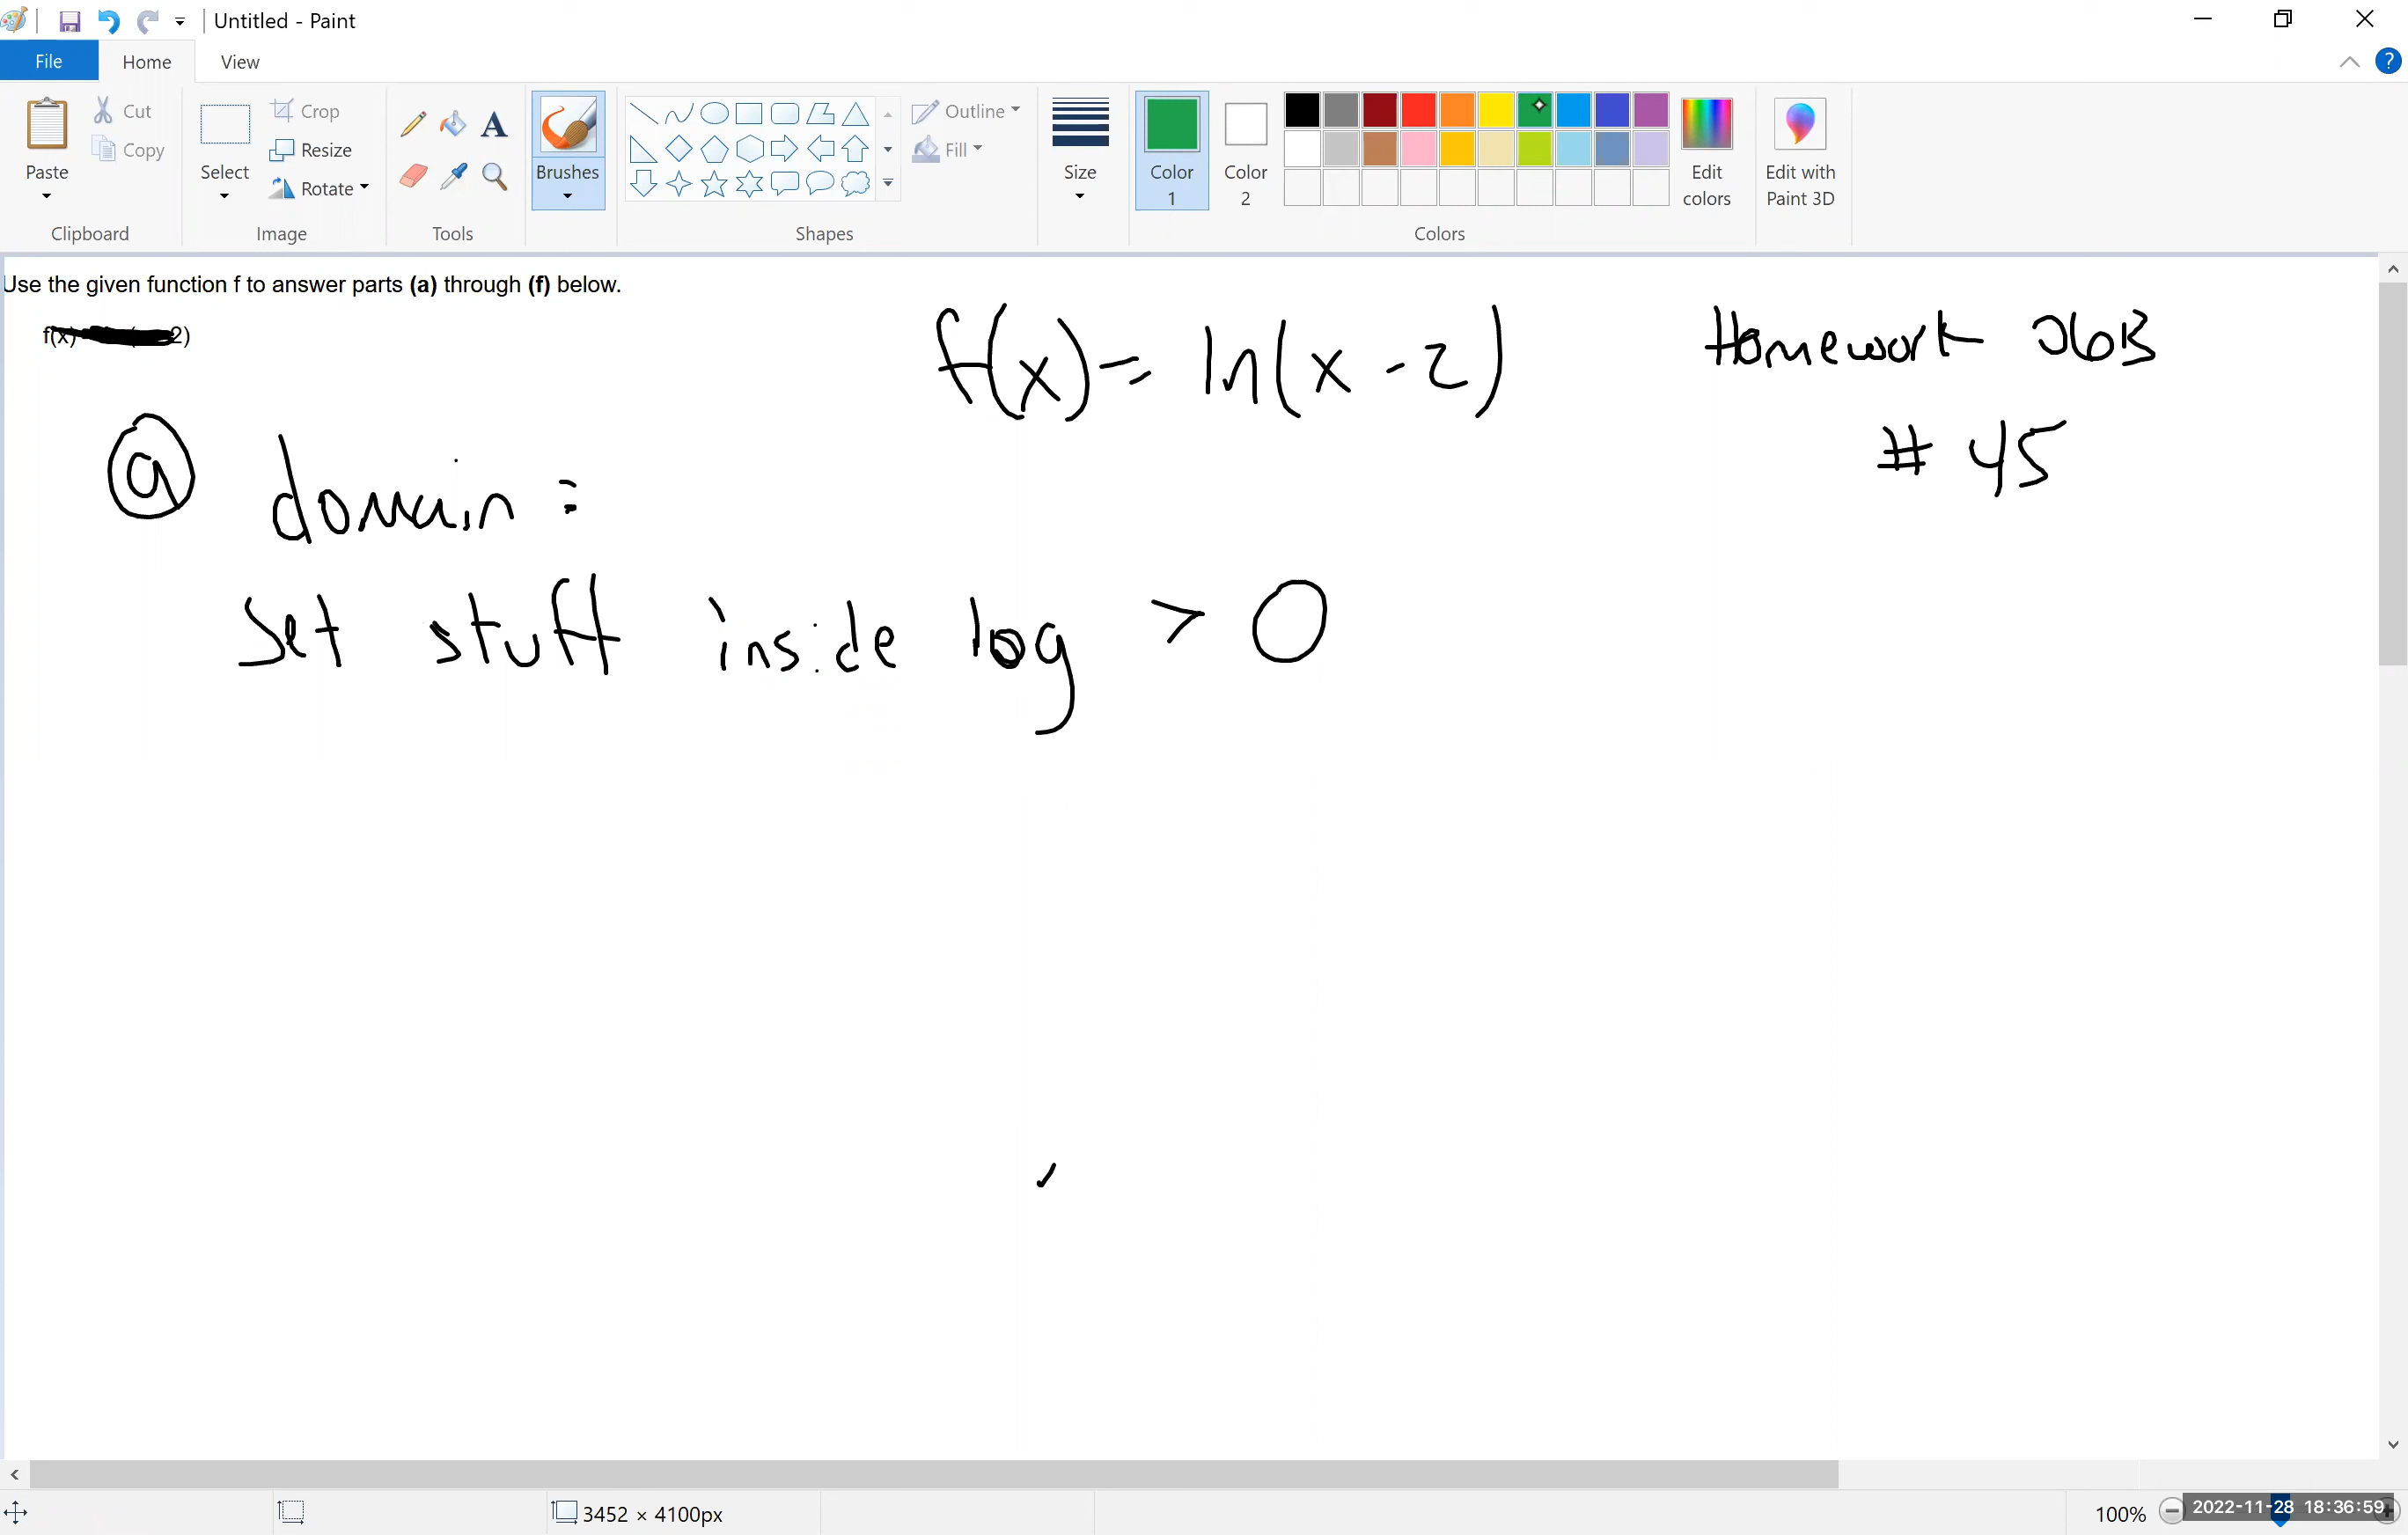 Untitled - Paint
File Home View
Paste Cut Copy Clipboard
Select Crop Resize Rotate Image
A Tools
Brushes
Outline Fill Shapes
Size
Color 1 Color 2 Edit colors Colors
Edit with Paint 3D
?
Use the given function f to answer parts (a) through (f) below.
f(x) 2)
f(x) = ln(x - 2)
Homework
# 45
a domain =
Set stuff inside log > 0
3452 × 4100px
100%
2022-11-28 18:36:59